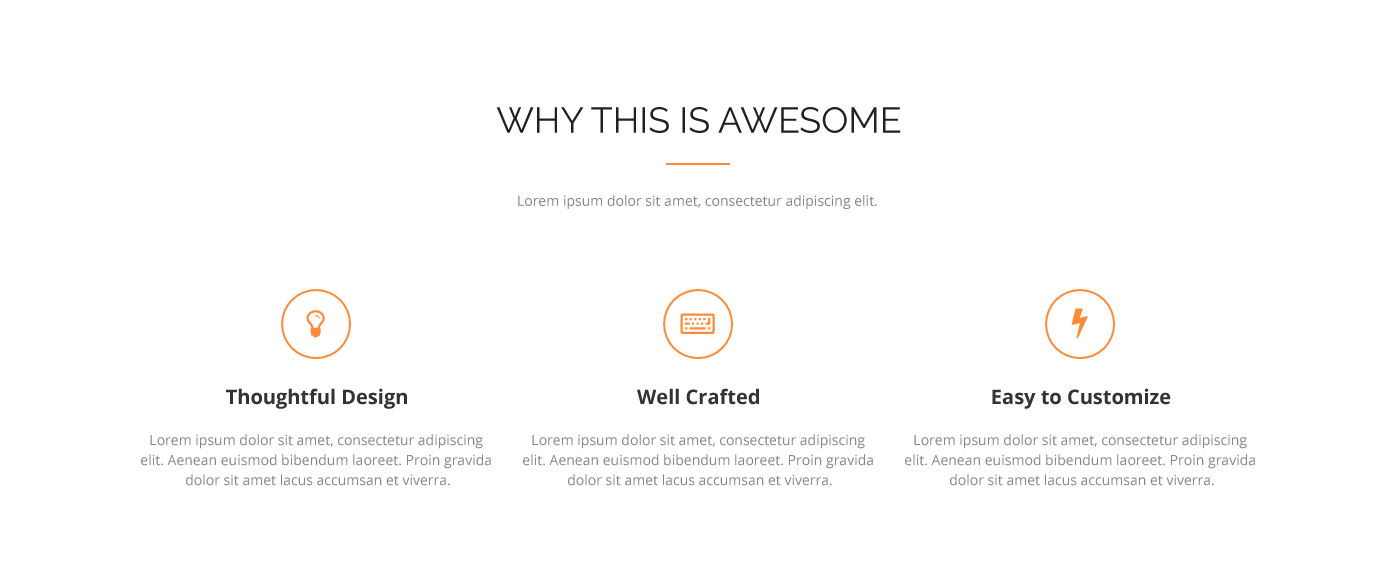 WHY THIS IS AWESOME
Lorem ipsum dolor sit amet, consectetur adipiscing elit.
Thoughtful Design
Lorem ipsum dolor sit amet, consectetur adipiscing
elit. Aenean euismod bibendum laoreet. Proin gravida
dolor sit amet lacus accumsan et viverra.
Well Crafted
Lorem ipsum dolor sit amet, consectetur adipiscing
elit. Aenean euismod bibendum laoreet. Proin gravida
dolor sit amet lacus accumsan et viverra.
Easy to Customize
Lorem ipsum dolor sit amet, consectetur adipiscing
elit. Aenean euismod bibendum laoreet. Proin gravida
dolor sit amet lacus accumsan et viverra.